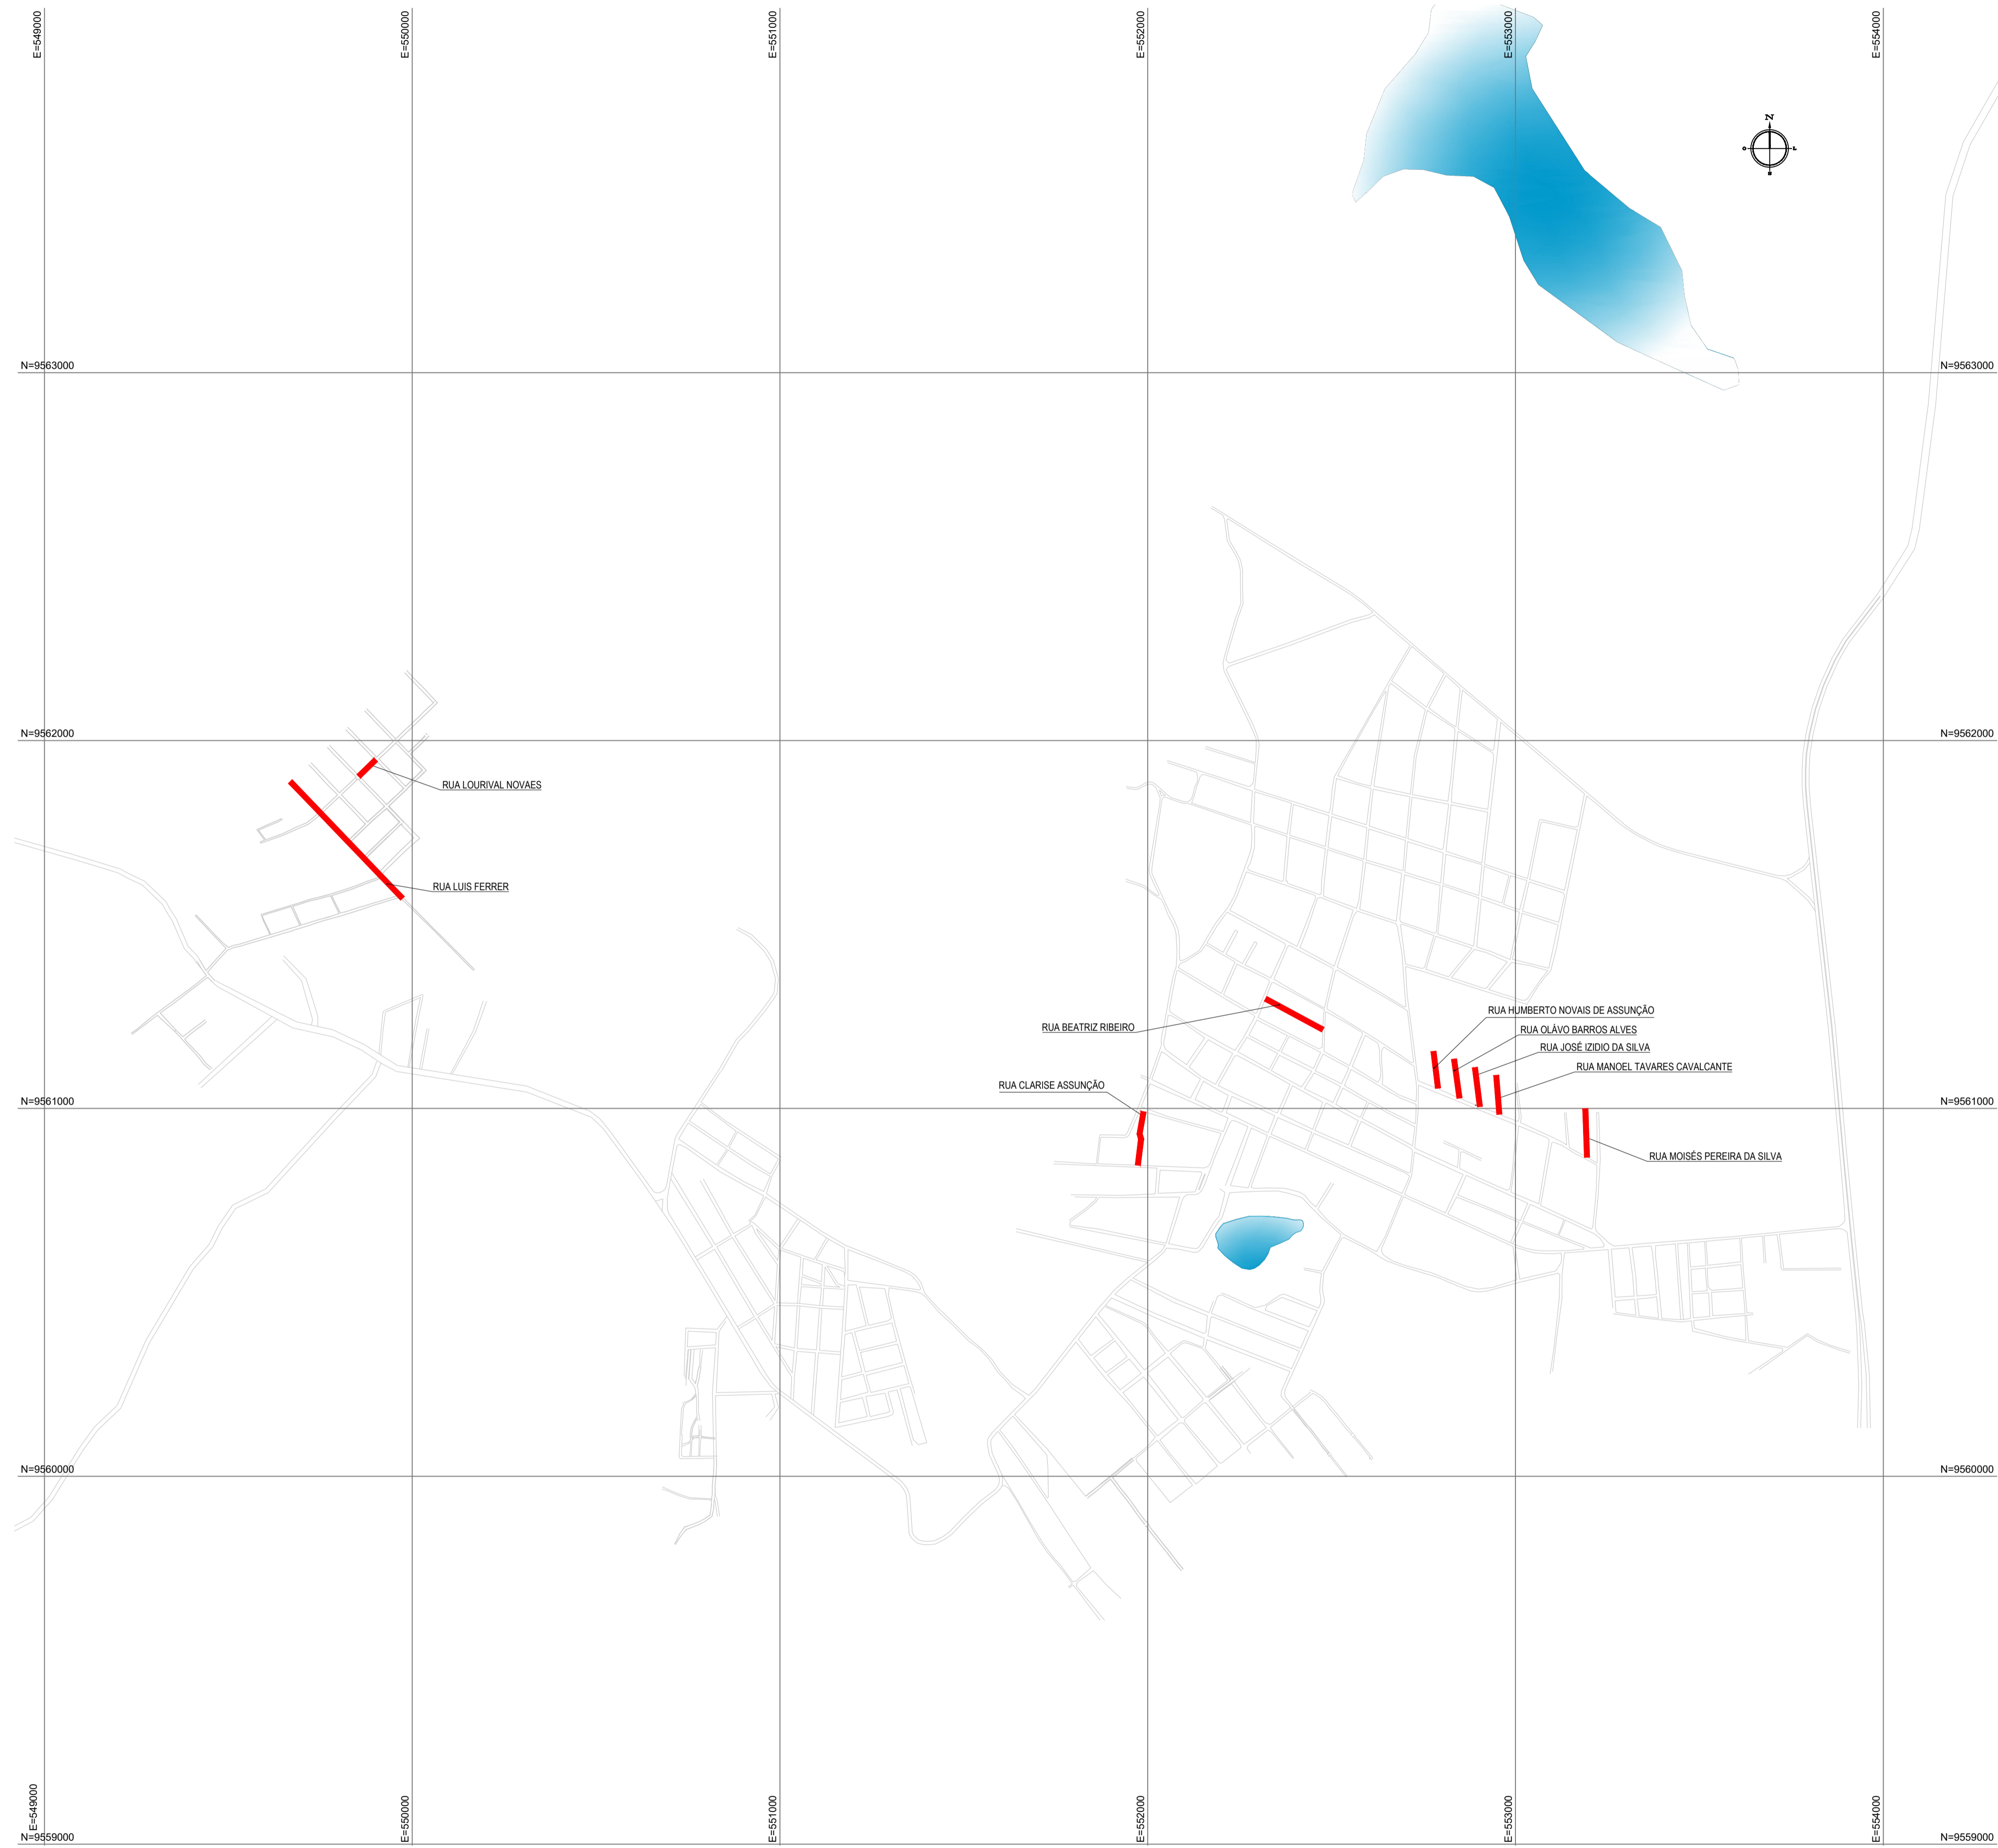 E=549000
E=550000
E=551000
E=552000
E=553000
E=554000
N
O
L
S
N=9563000
N=9563000
N=9562000
N=9562000
RUA LOURIVAL NOVAES
RUA LUIS FERRER
RUA HUMBERTO NOVAIS DE ASSUNÇÃO
RUA BEATRIZ RIBEIRO
RUA OLÁVO BARROS ALVES
RUA JOSÉ IZIDIO DA SILVA
RUA MANOEL TAVARES CAVALCANTE
RUA CLARISE ASSUNÇÃO
N=9561000
N=9561000
RUA MOISÉS PEREIRA DA SILVA
N=9560000
N=9560000
E=549000
E=550000
E=551000
E=552000
E=553000
E=554000
N=9559000
N=9559000